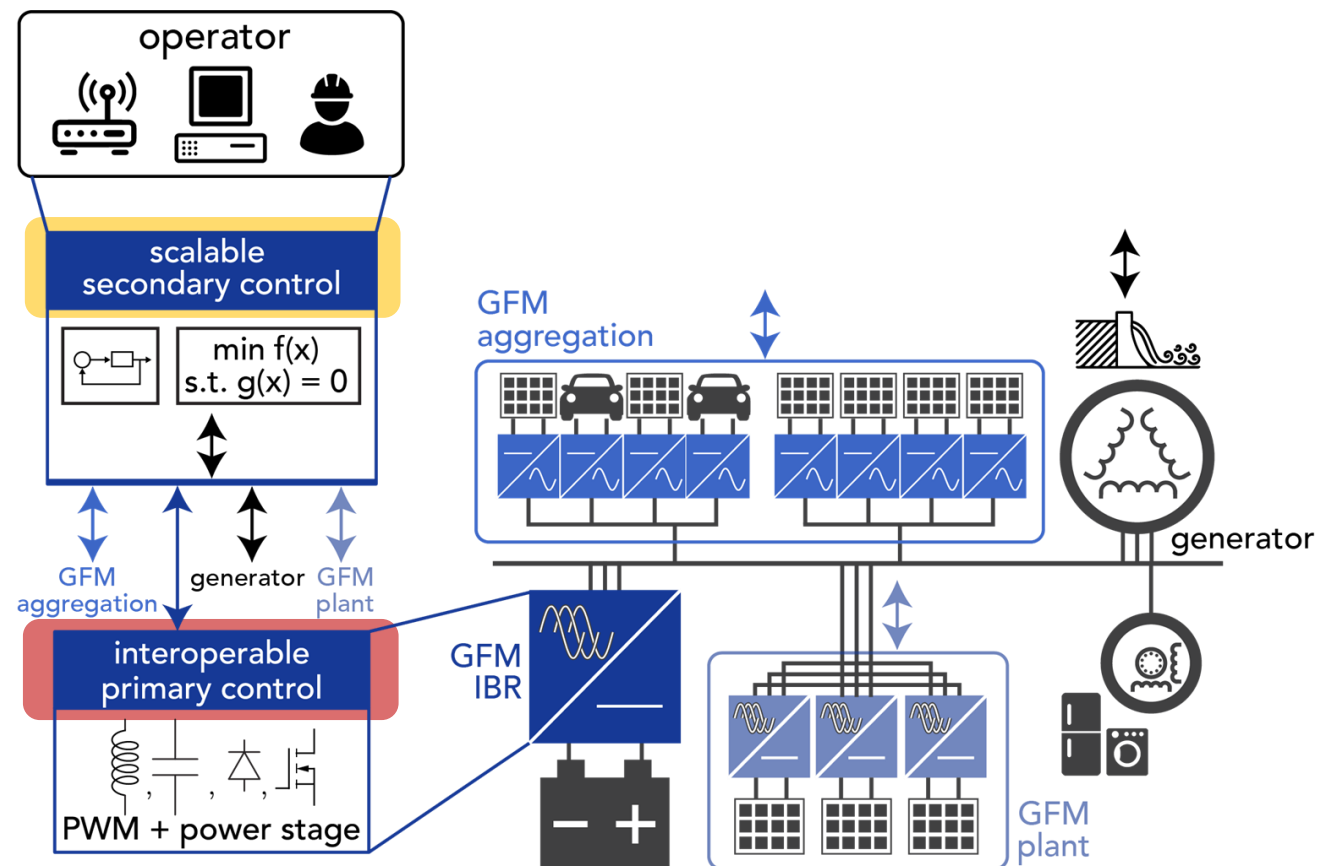 operator
scalable
secondary control
min f(x)
s.t. g(x) = 0
GFM
aggregation
generator
GFM
plant
interoperable
primary control
, , ,
PWM + power stage
GFM
aggregation
generator
GFM
IBR
GFM
plant